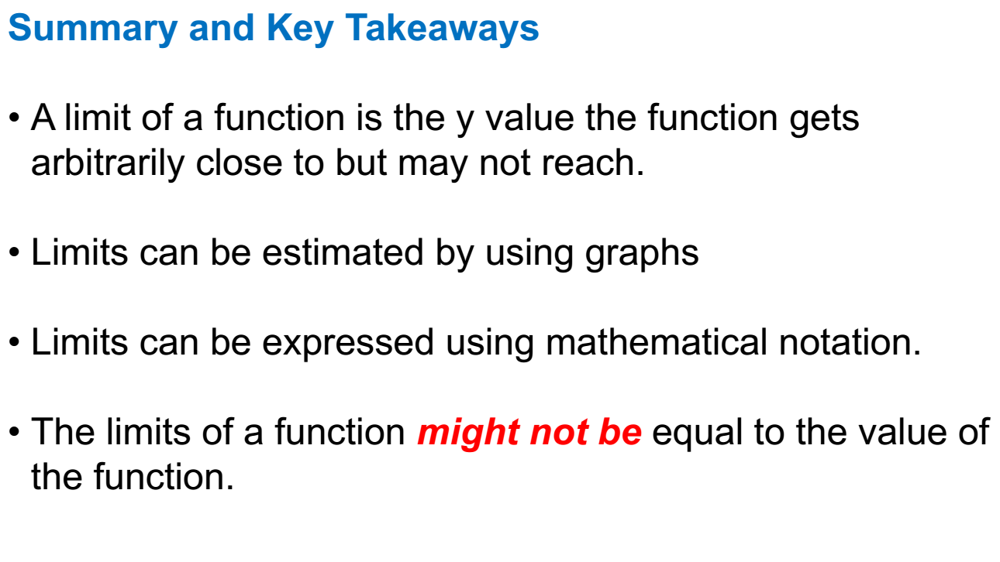 Summary and Key Takeaways
• A limit of a function is the y value the function gets
arbitrarily close to but may not reach.
• Limits can be estimated by using graphs
• Limits can be expressed using mathematical notation.
• The limits of a function might not be equal to the value of
the function.